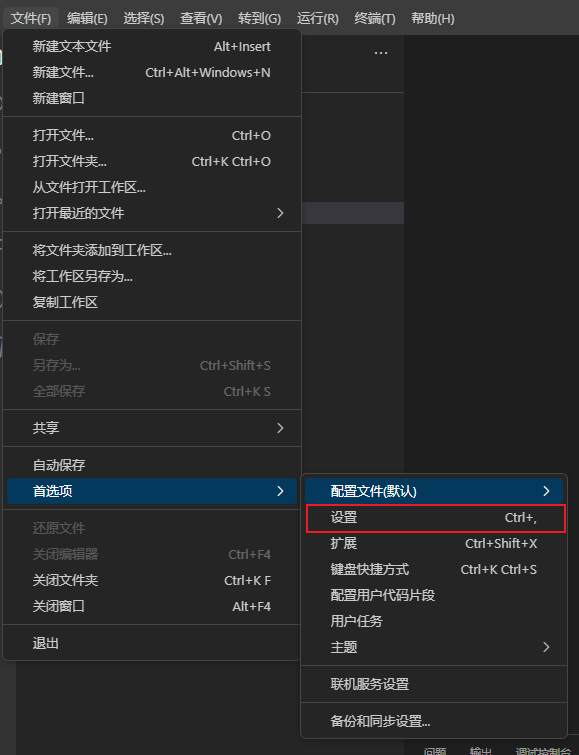 文件(F) 编辑(E) 选择(S) 查看(V) 转到(G) 运行(R) 终端(T) 帮助(H)
新建文本文件 Alt+Insert
新建文件... Ctrl+Alt+Windows+N
新建窗口
打开文件... Ctrl+O
打开文件夹... Ctrl+K Ctrl+O
从文件打开工作区...
打开最近的文件
将文件夹添加到工作区...
将工作区另存为...
复制工作区
保存
另存为... Ctrl+Shift+S
全部保存 Ctrl+K S
共享
自动保存
首选项
还原文件
关闭编辑器 Ctrl+F4
关闭文件夹 Ctrl+K F
关闭窗口 Alt+F4
退出
配置文件(默认)
设置 Ctrl+,
扩展 Ctrl+Shift+X
键盘快捷方式 Ctrl+K Ctrl+S
配置用户代码片段
用户任务
主题
联机服务设置
备份和同步设置...
问题 输出 调试控制台